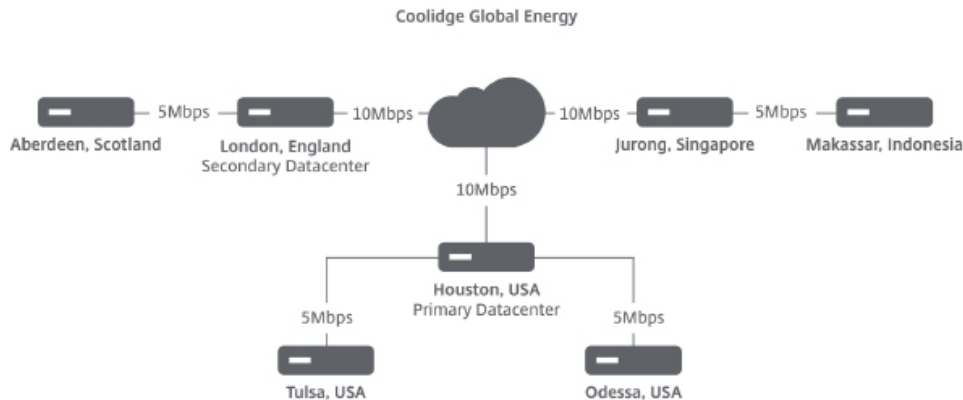 Coolidge Global Energy
5Mbps
10Mbps
10Mbps
5Mbps
Aberdeen, Scotland
London, England
Secondary Datacenter
Jurong, Singapore
Makassar, Indonesia
10Mbps
Houston, USA
Primary Datacenter
5Mbps
5Mbps
Tulsa, USA
Odessa, USA